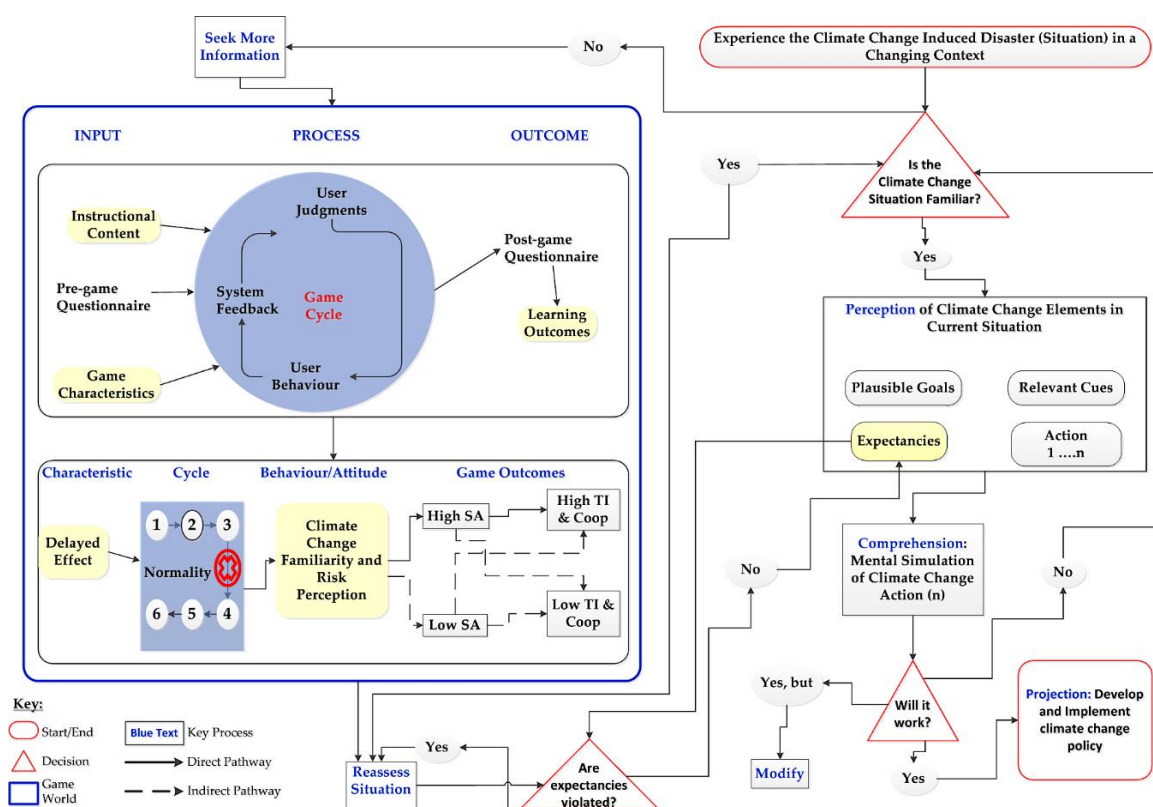 Seek More
Information
No
Experience the Climate Change Induced Disaster (Situation) in a
Changing Context
INPUT
PROCESS
OUTCOME
Instructional
Content
Pre-game
Questionnaire
Game
Characteristics
User
Judgments
System
Feedback
Game
Cycle
User
Behaviour
Post-game
Questionnaire
Learning
Outcomes
Yes
Is the
Climate Change
Situation Familiar?
Yes
Perception of Climate Change Elements in
Current Situation
Plausible Goals
Relevant Cues
Expectancies
Action
1 ....n
Characteristic
Cycle
Behaviour/Attitude
Game Outcomes
Delayed
Effect
1
2
3
Normality
6
5
4
Climate
Change
Familiarity and
Risk
Perception
High SA
Low SA
High TI
& Coop
Low TI &
Coop
No
Comprehension:
Mental Simulation
of Climate Change
Action (n)
No
Yes, but
Will it
work?
Projection: Develop
and Implement
climate change
policy
Modify
Yes
Yes
Reassess
Situation
Are
expectancies
violated?
Key:
Start/End
Blue Text
Key Process
Decision
Direct Pathway
Game
World
Indirect Pathway